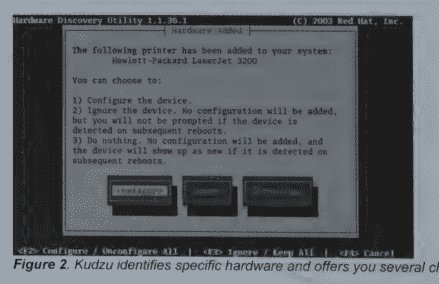 Hardware Discovery Utility 1.1.36.1 (C) 2003 Red Hat, Inc.
Hardware Added
The following printer has been added to your system:
Hewlett-Packard LaserJet 3200
You can choose to:
1) Configure the device.
2) Ignore the device. No configuration will be added,
but you will not be prompted if the device is
detected on subsequent reboots.
3) Do nothing. No configuration will be added, and
the device will show up as new if it is detected on
subsequent reboots.
Configure
<F2> Configure / Unconfigure All | <F3> Ignore / Keep All | <F4> Cancel
Figure 2. Kudzu identifies specific hardware and offers you several